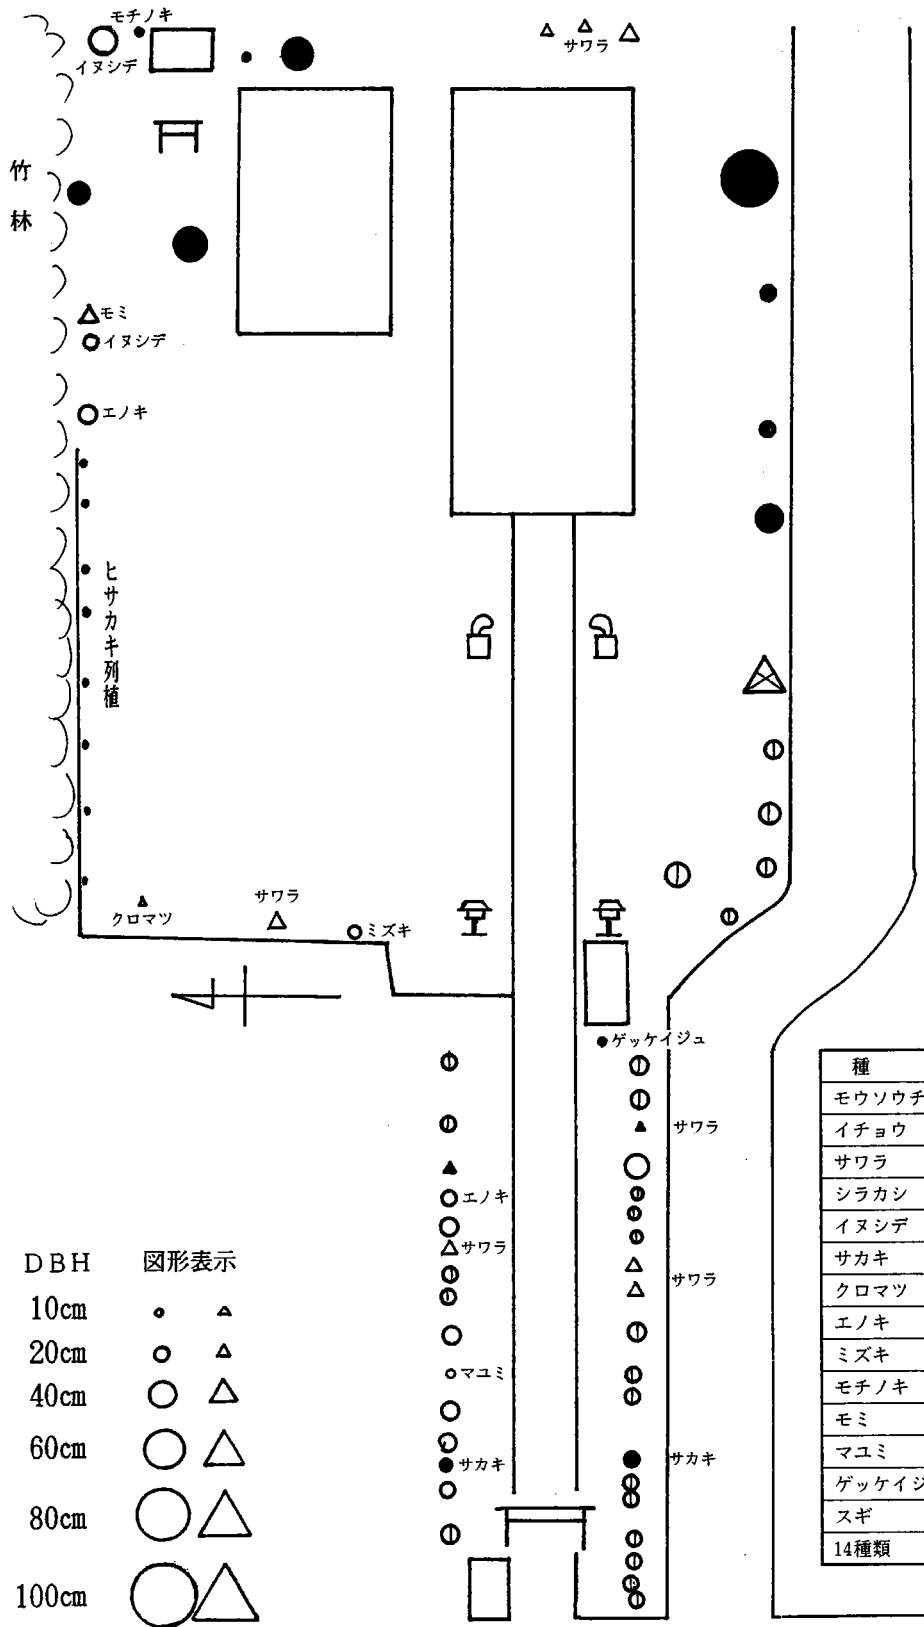 モチノキ
イヌシデ
サワラ
竹林
モミ
イヌシデ
エノキ
ヒサカキ列植
クロマツ
サワラ
ミズキ
ゲッケイジュ
サワラ
エノキ
サワラ
サワラ
マユミ
サカキ
サカキ
DBH 図形表示
10cm
20cm
40cm
60cm
80cm
100cm
種
モウソウチ
イチョウ
サワラ
シラカシ
イヌシデ
サカキ
クロマツ
エノキ
ミズキ
モチノキ
モミ
マユミ
ゲッケイジ
スギ
14種類